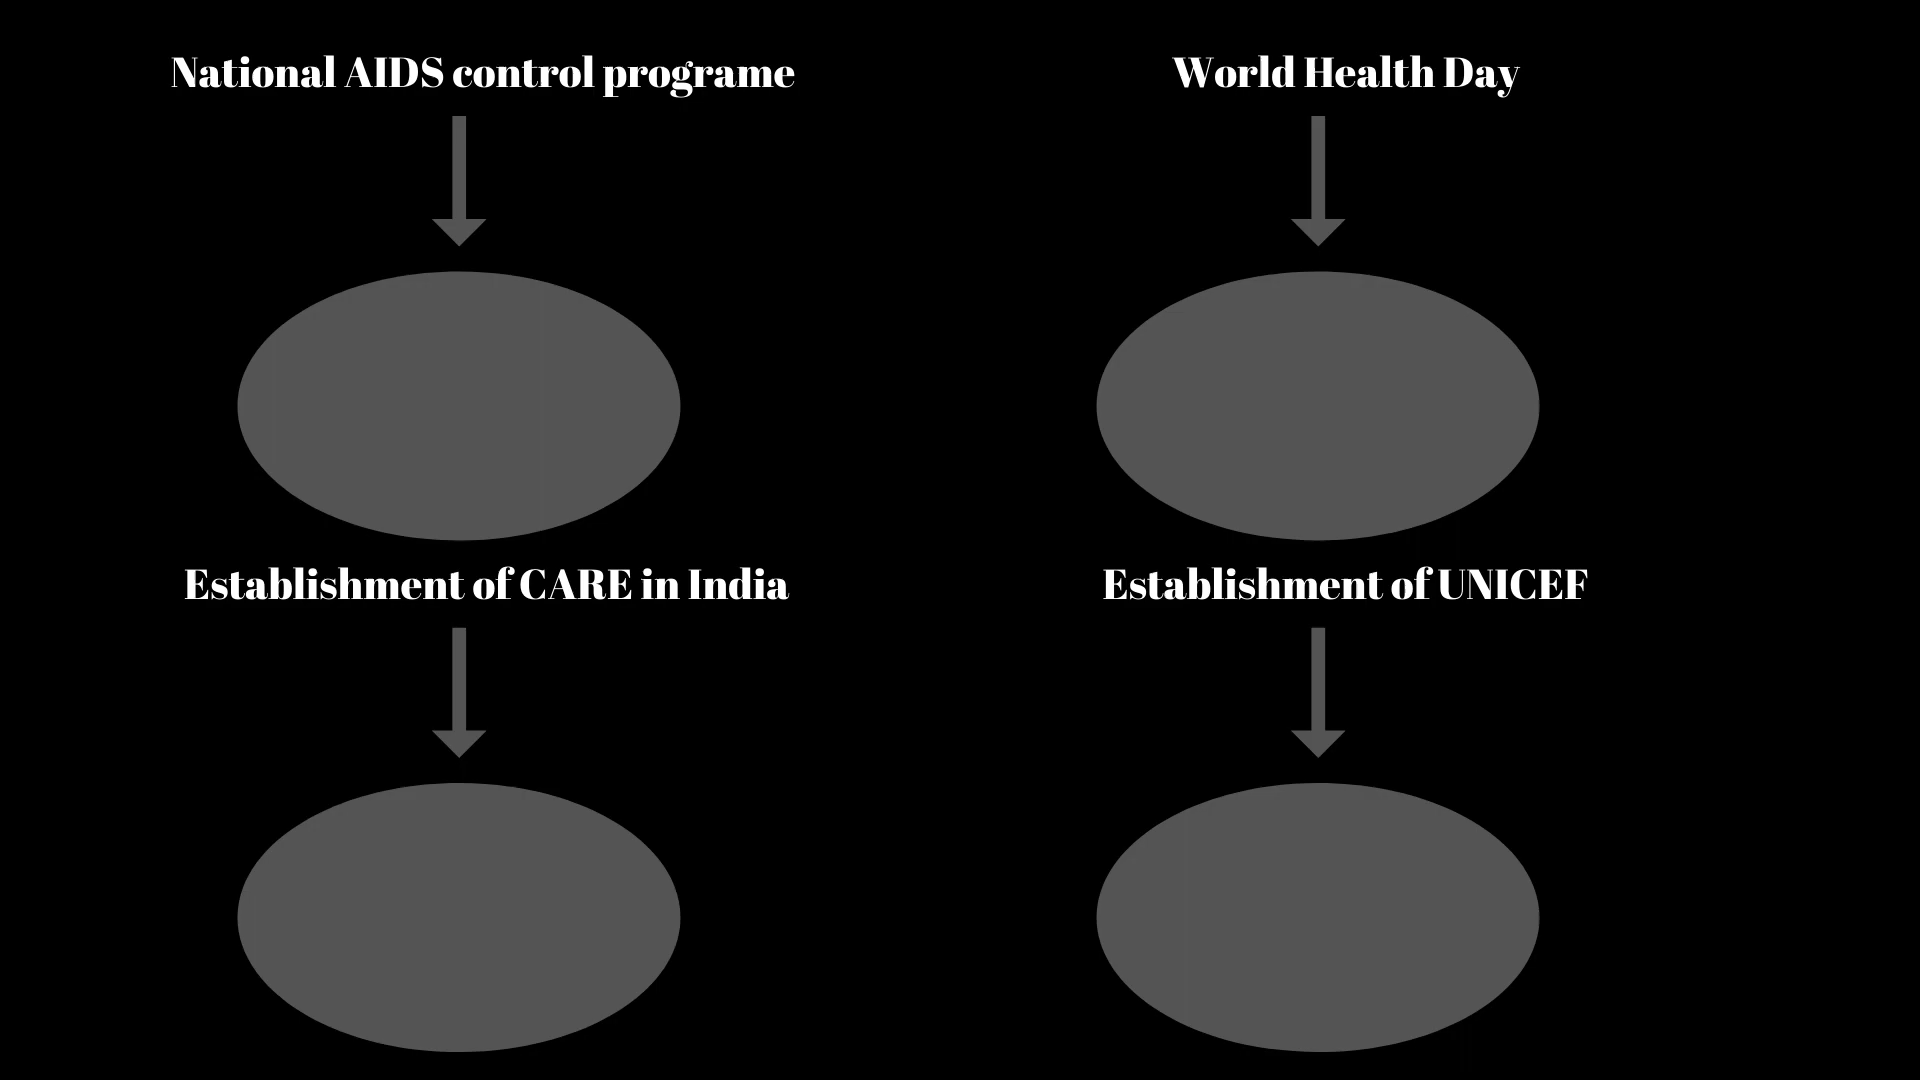 National AIDS control programe
World Health Day
Establishment of CARE in India
Establishment of UNICEF